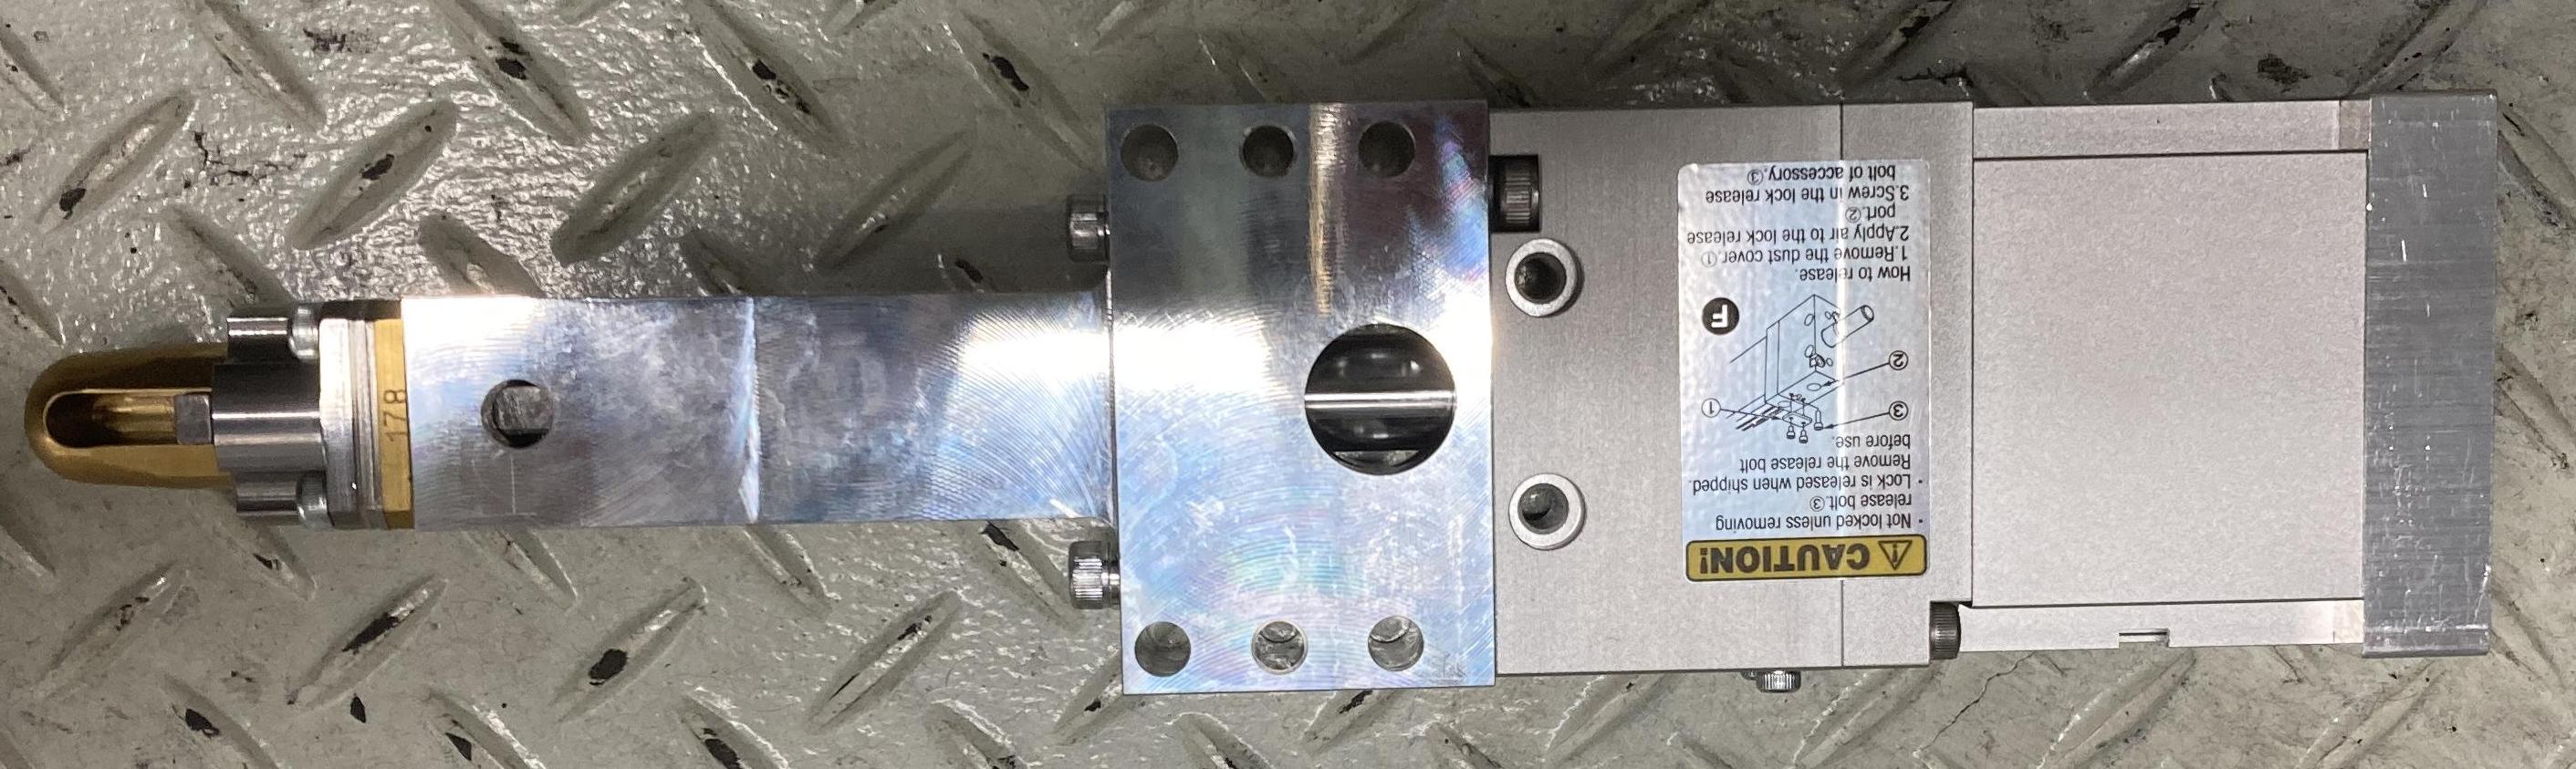 CAUTION!
• Not locked unless removing
release bolt.③
• Lock is released when shipped.
Remove the release bolt
before use.
③
①
②
F
How to release.
1.Remove the dust cover.①
2.Apply air to the lock release
port.②
3.Screw in the lock release
bolt of accessory.③
178